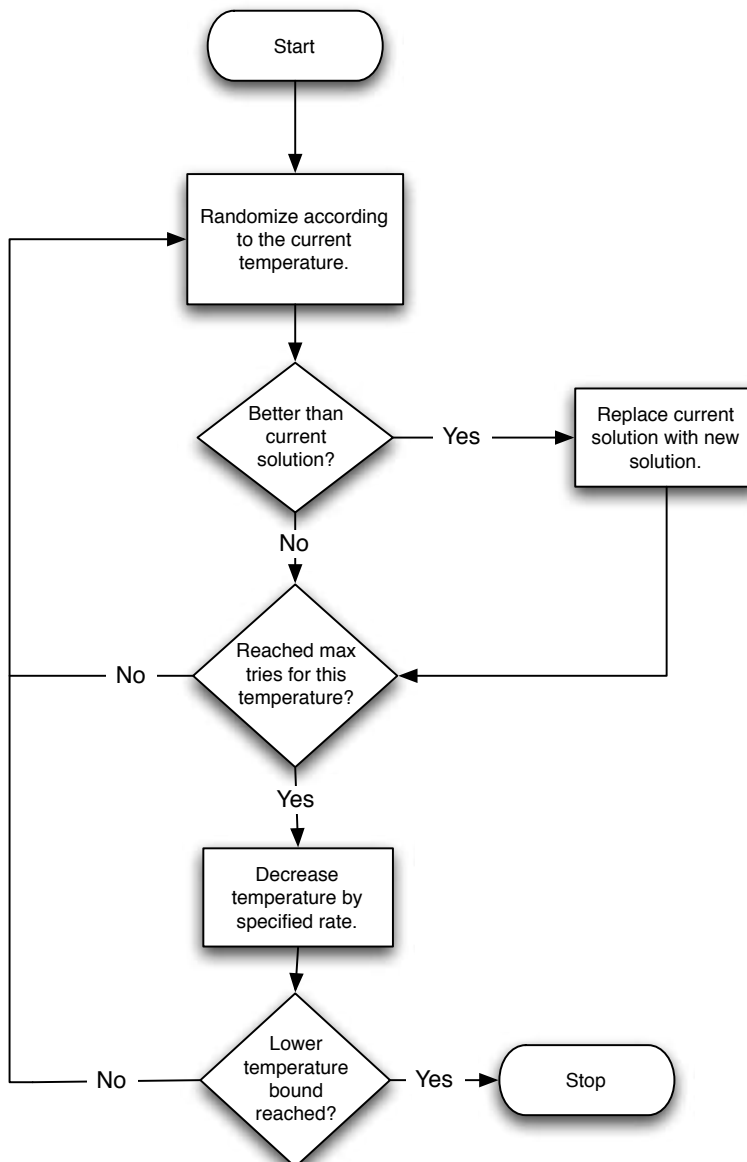 Start
Randomize according
to the current
temperature.
Better than
current
solution?
Yes
Replace current
solution with new
solution.
No
Reached max
tries for this
temperature?
No
Yes
Decrease
temperature by
specified rate.
Lower
temperature
bound
reached?
No
Yes
Stop